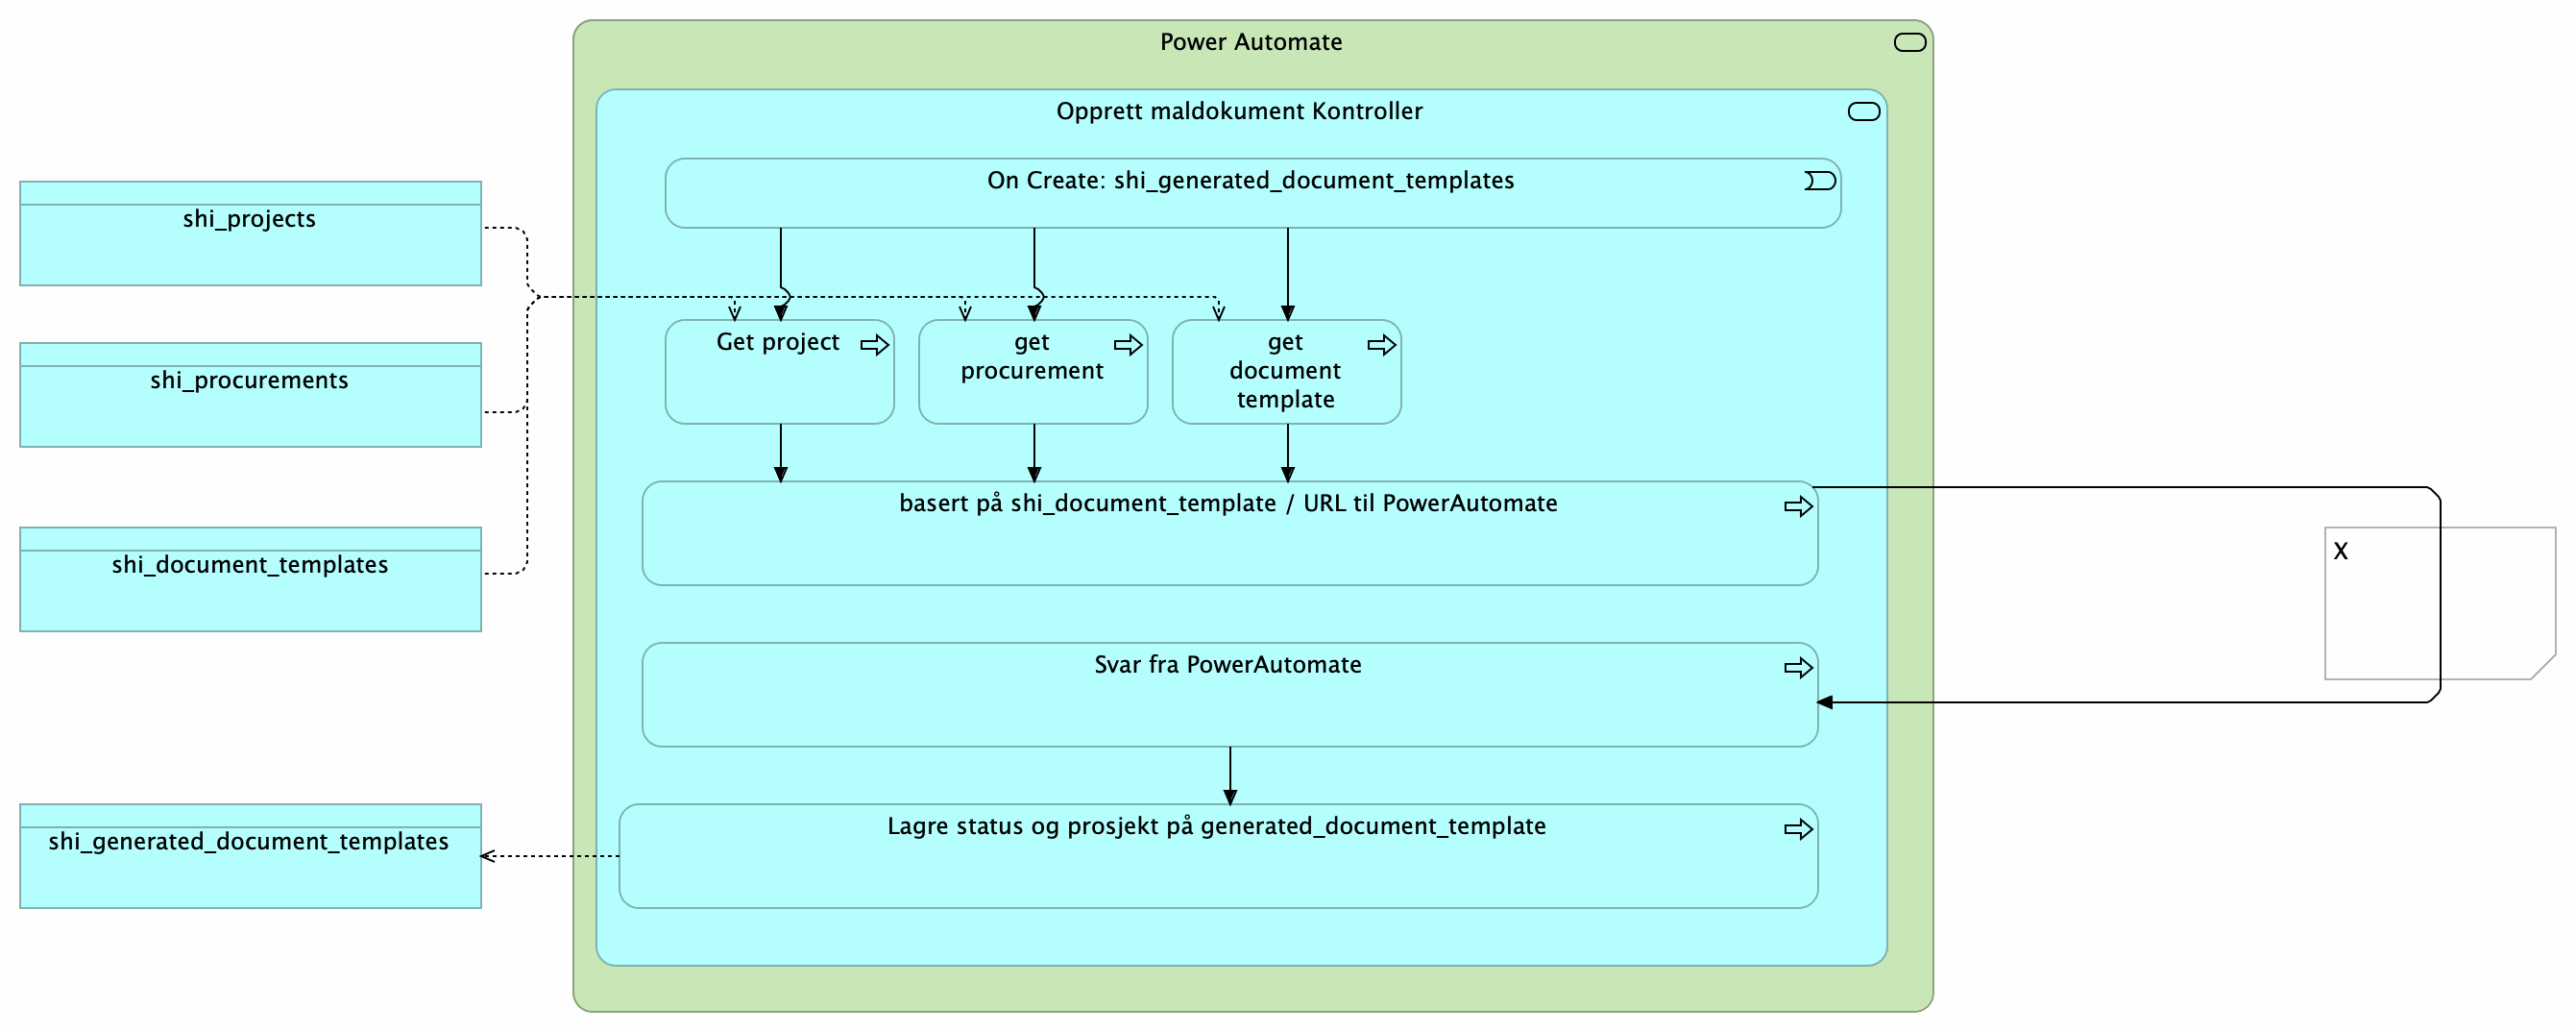 Power Automate
Opprett maldokument Kontroller
On Create: shi_generated_document_templates
shi_projects
shi_procurements
shi_document_templates
shi_generated_document_templates
Get project
get
procurement
get
document
template
basert på shi_document_template / URL til PowerAutomate
X
Svar fra PowerAutomate
Lagre status og prosjekt på generated_document_template